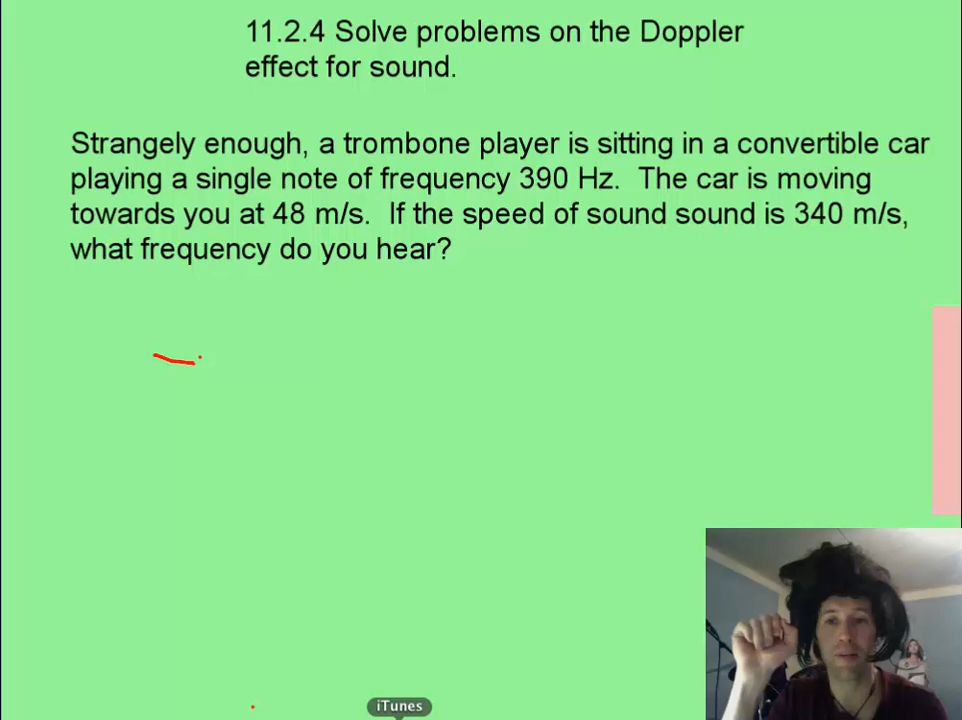 11.2.4 Solve problems on the Doppler
effect for sound.
Strangely enough, a trombone player is sitting in a convertible car
playing a single note of frequency 390 Hz.  The car is moving
towards you at 48 m/s.  If the speed of sound sound is 340 m/s,
what frequency do you hear?
iTunes